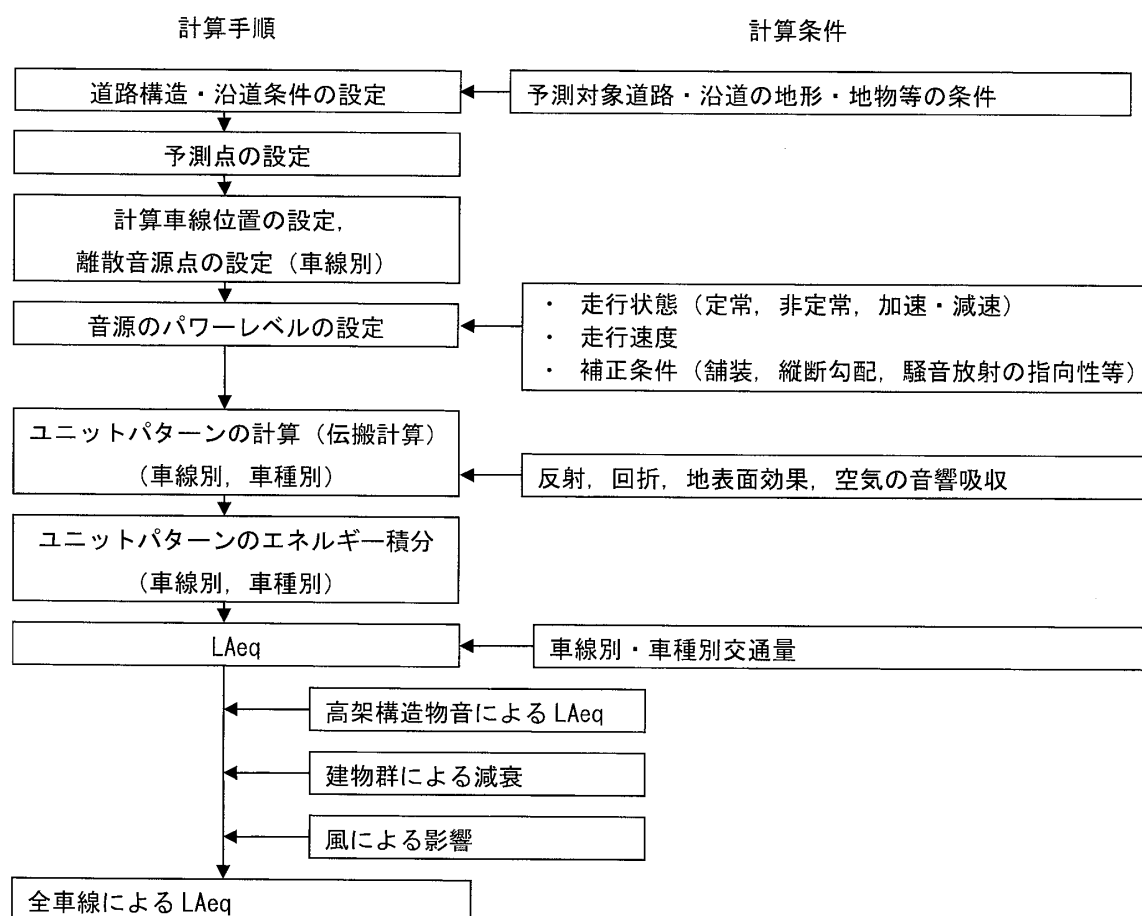 計算手順
計算条件
道路構造・沿道条件の設定
予測対象道路・沿道の地形・地物等の条件
予測点の設定
計算車線位置の設定,
離散音源点の設定（車線別）
音源のパワーレベルの設定
・ 走行状態（定常, 非定常, 加速・減速）
・ 走行速度
・ 補正条件（舗装, 縦断勾配, 騒音放射の指向性等）
ユニットパターンの計算（伝搬計算）
（車線別, 車種別）
反射, 回折, 地表面効果, 空気の音響吸収
ユニットパターンのエネルギー積分
（車線別, 車種別）
LAeq
車線別・車種別交通量
高架構造物音による LAeq
建物群による減衰
風による影響
全車線による LAeq